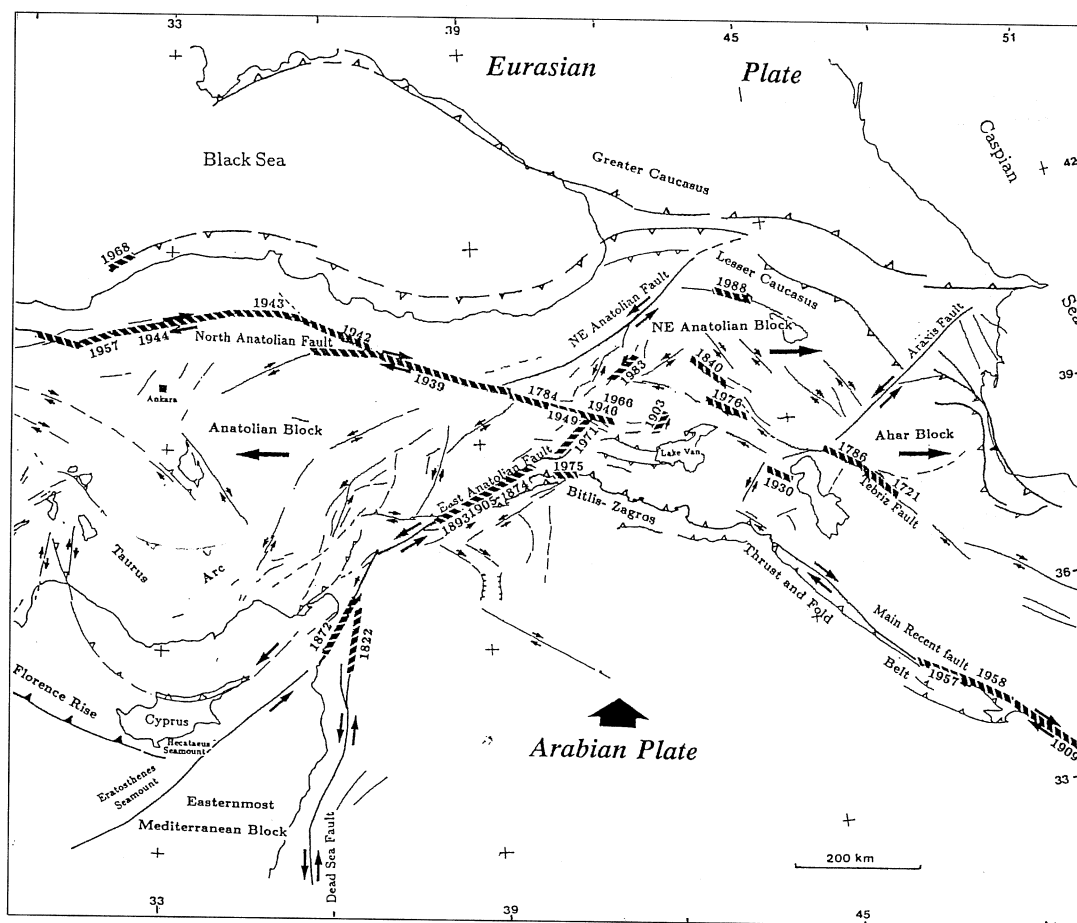 33
39
45
51
Eurasian Plate
Black Sea
Greater Caucasus
Caspian
Sea
42
1968
Lesser Caucasus
1988
NE Anatolian Fault
NE Anatolian Block
Araxis Fault
1943
1942
1957
1944
North Anatolian Fault
1939
1983
1840
39
Ankara
1784
1966
1946
1976
1949
1903
1971
Anatolian Block
Lake Van
Ahar Block
1786
1721
Tebriz Fault
1930
East Anatolian Fault
1975
1874
1905
1893
Bitlis-Zagros
Thrust and Fold
Belt
Taurus
Arc
36
1872
1822
Main Recent fault
1957
1958
1909
Florence Rise
Cyprus
Hecataeus
Seamount
Eratosthenes
Seamount
Arabian Plate
33
Easternmost
Mediterranean Block
Dead Sea Fault
200 km
33
39
45